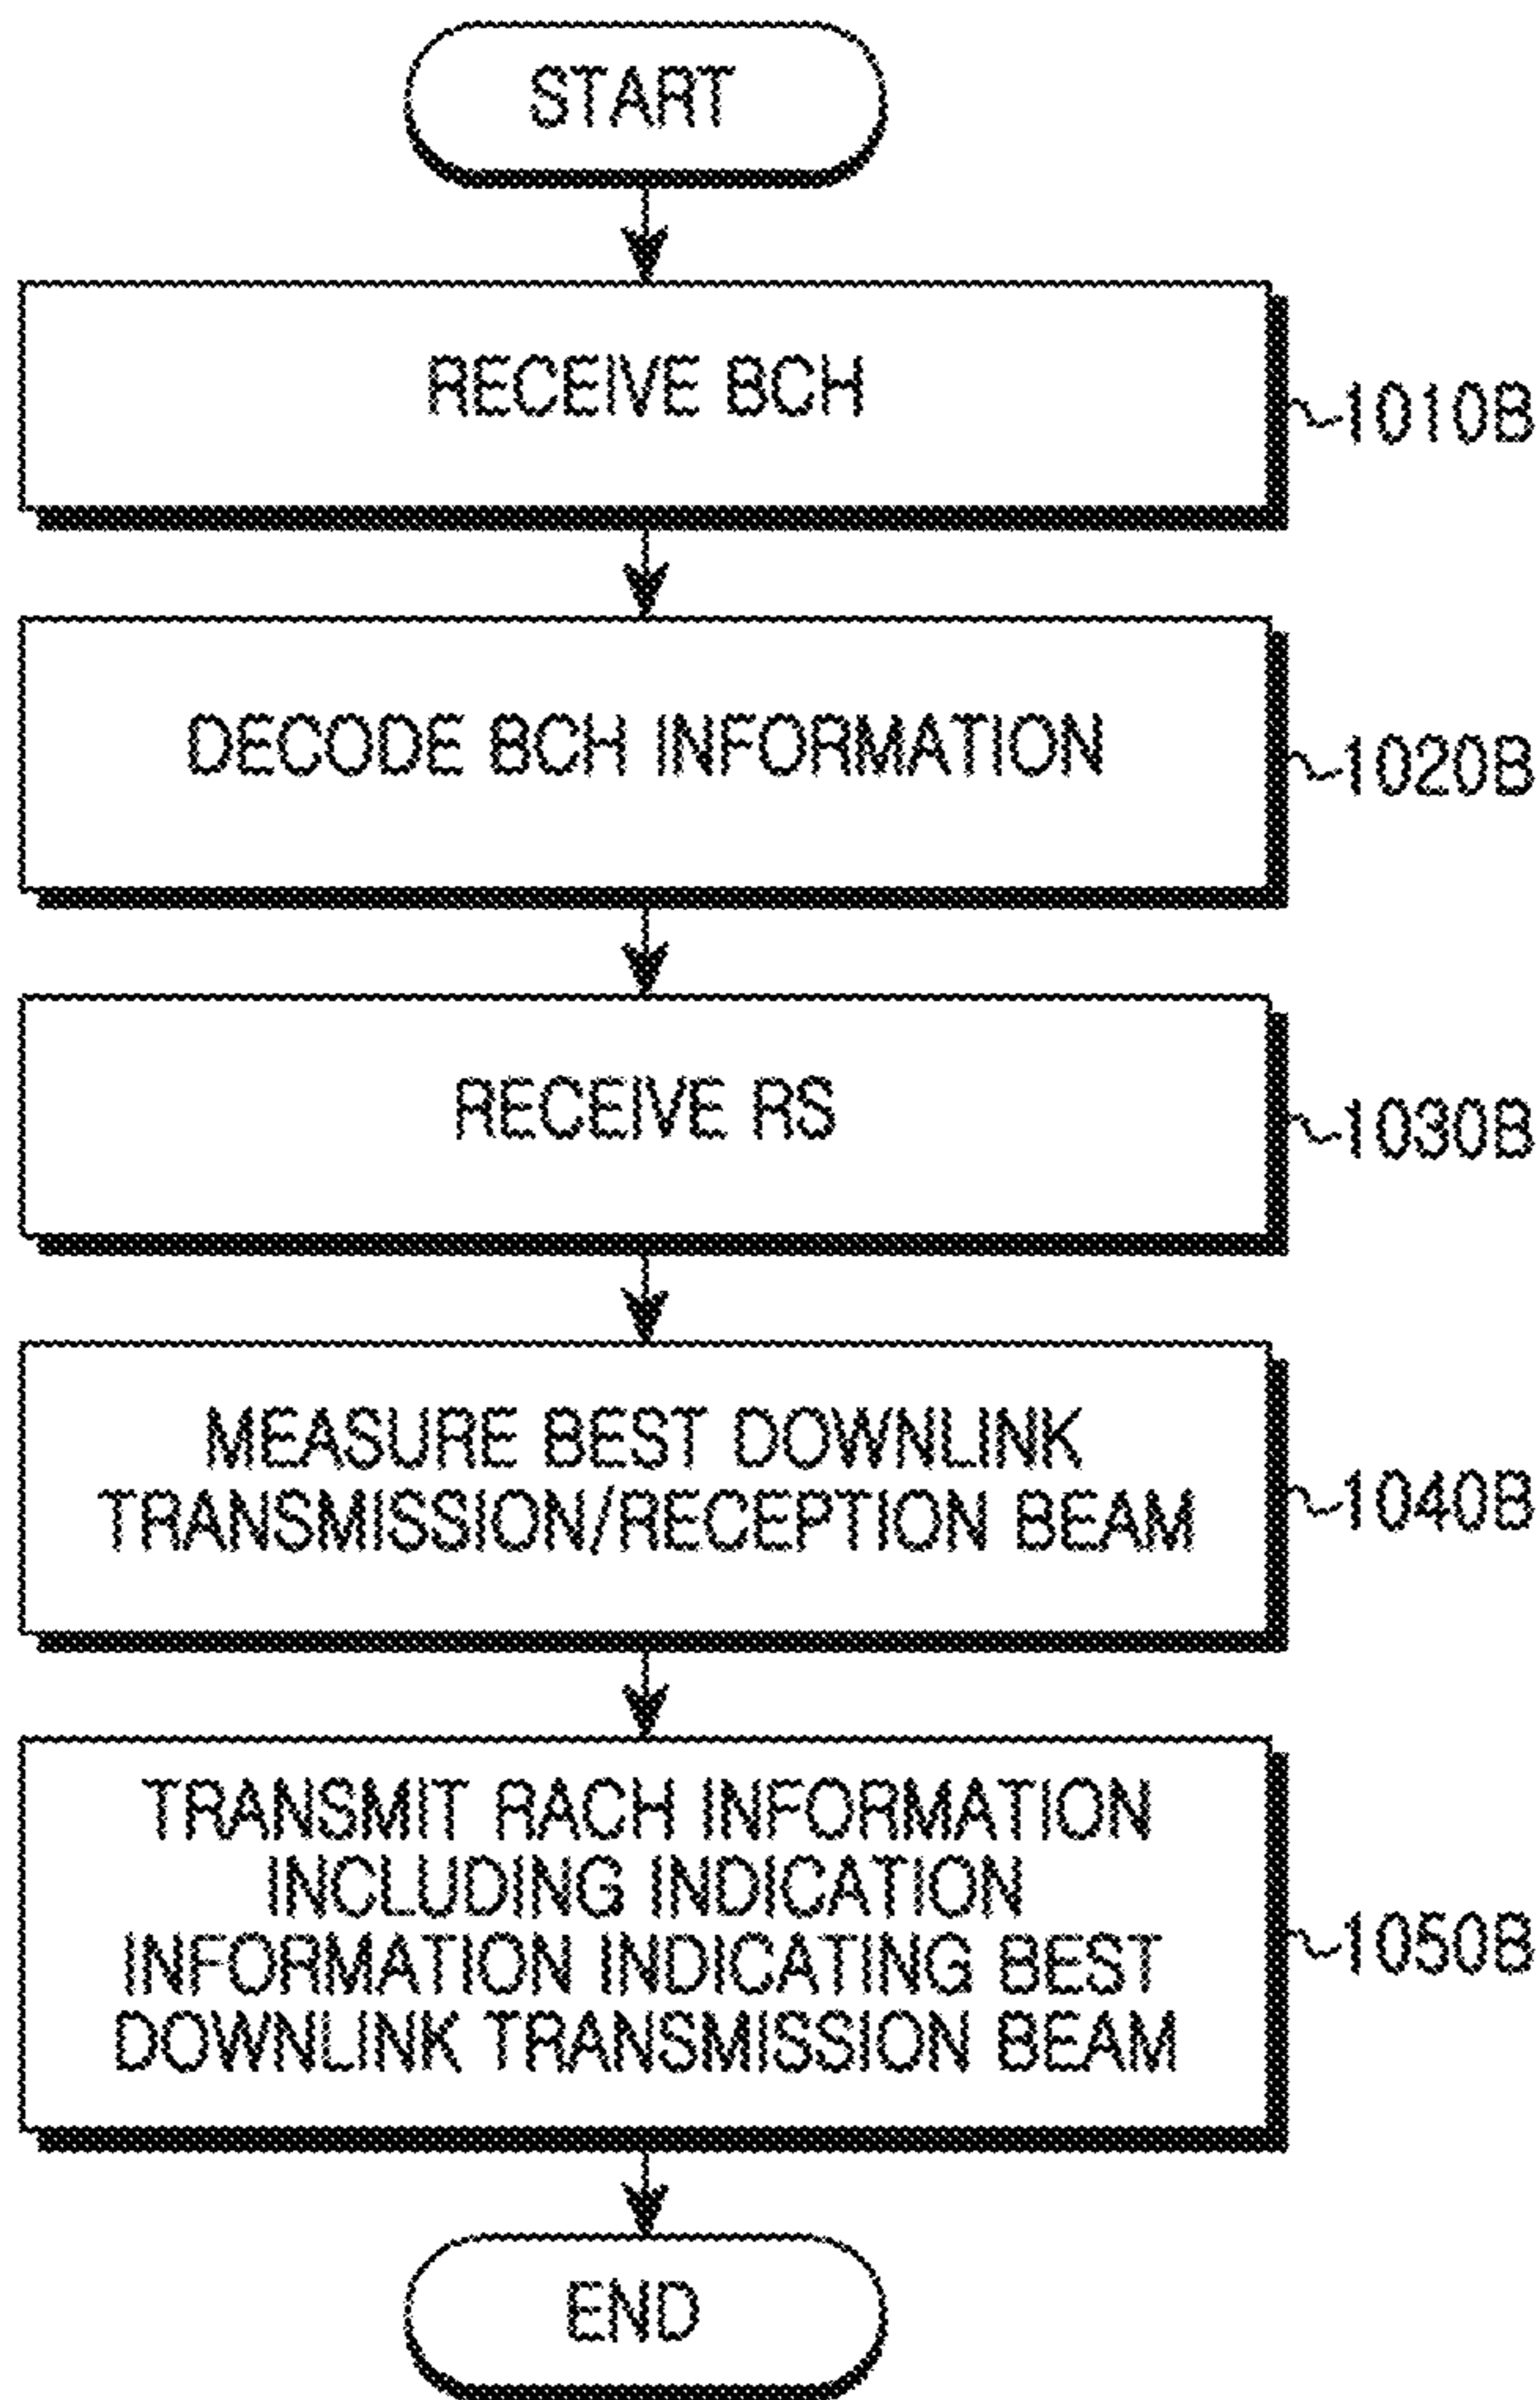 START
RECEIVE BCH
1010B
DECODE BCH INFORMATION
1020B
RECEIVE RS
1030B
MEASURE BEST DOWNLINK
TRANSMISSION/RECEPTION BEAM
1040B
TRANSMIT RACH INFORMATION
INCLUDING INDICATION
INFORMATION INDICATING BEST
DOWNLINK TRANSMISSION BEAM
1050B
END